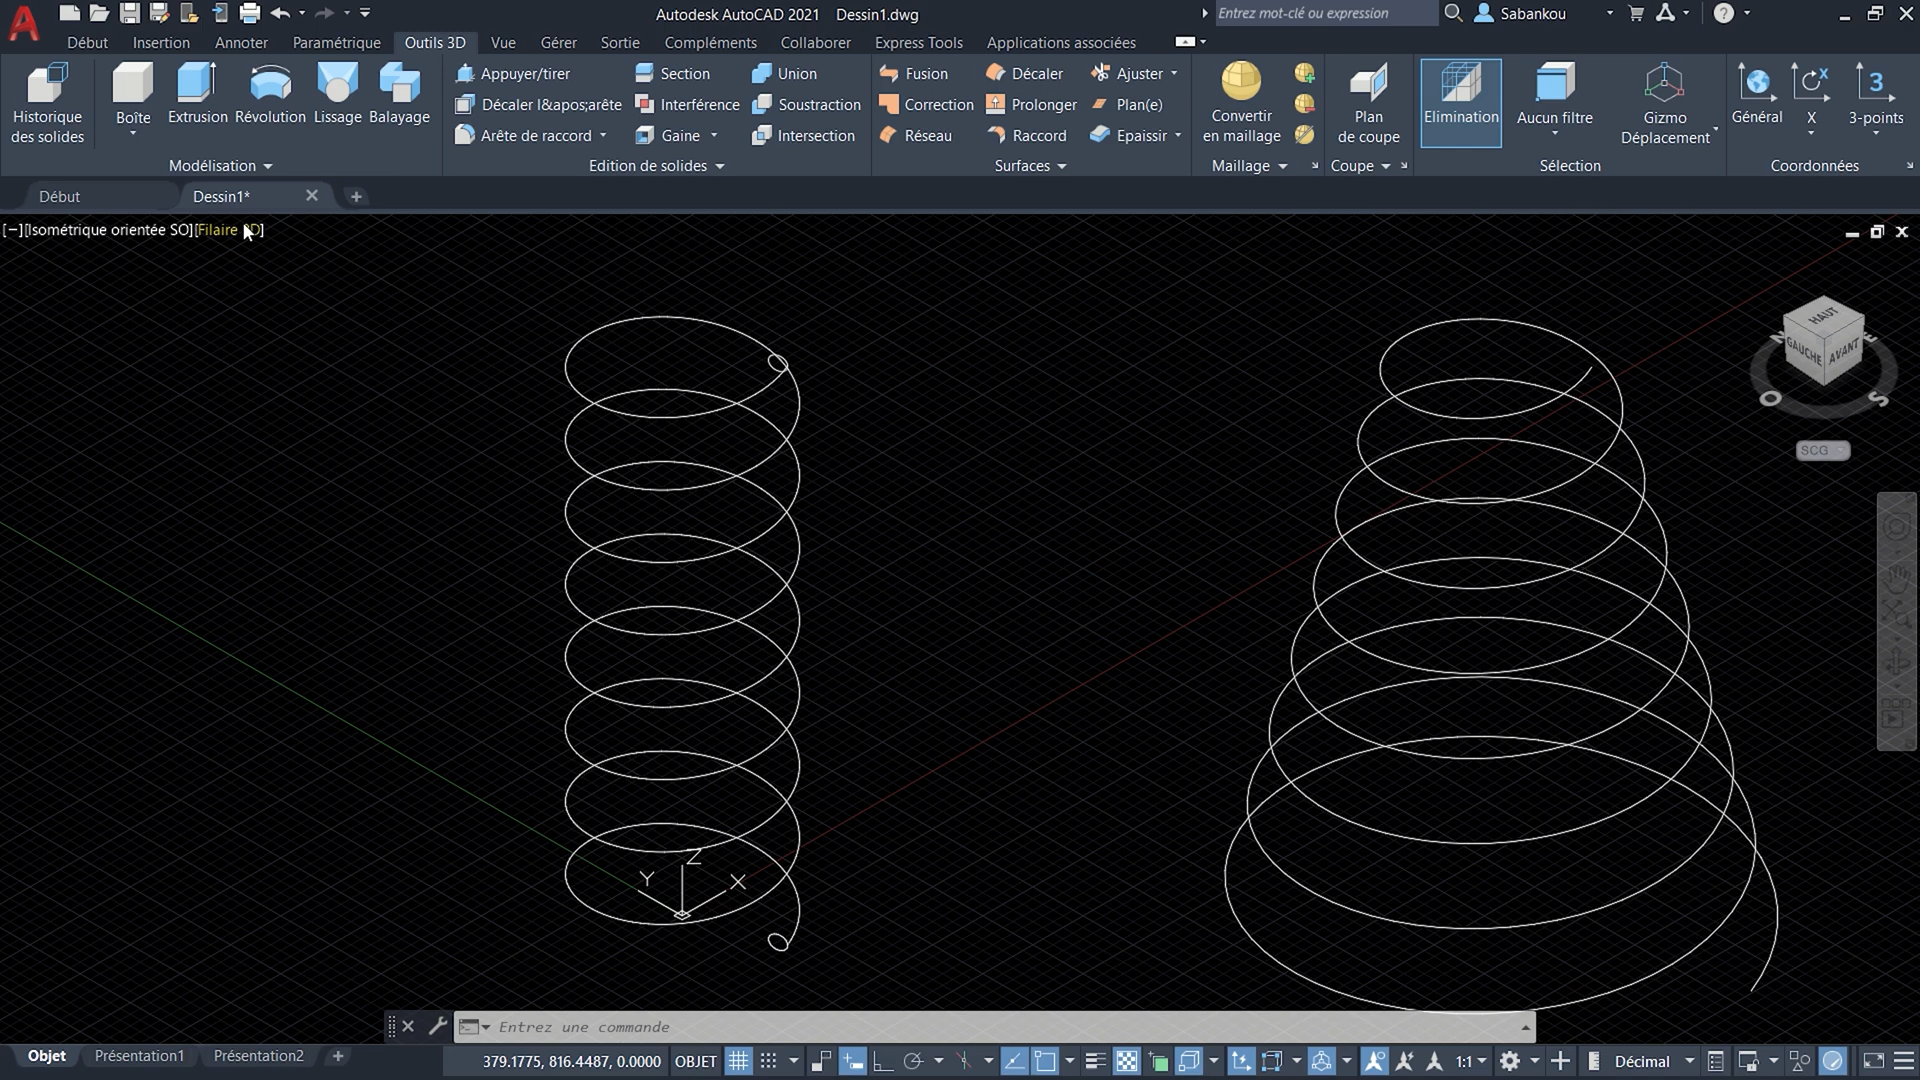 Autodesk AutoCAD 2021 Dessin1.dwg
Entrez mot-clé ou expression
Sabankou
Début Insertion Annoter Paramétrique Outils 3D Vue Gérer Sortie Compléments Collaborer Express Tools Applications associées
Historique
des solides
Boîte
Extrusion
Révolution
Lissage
Balayage
Modélisation
Appuyer/tirer
Décaler l&apos;arête
Arête de raccord
Section
Interférence
Gaine
Union
Soustraction
Intersection
Edition de solides
Fusion
Correction
Réseau
Décaler
Prolonger
Raccord
Ajuster
Plan(e)
Epaissir
Surfaces
Convertir
en maillage
Maillage
Plan
de coupe
Coupe
Elimination
Aucun filtre
Gizmo
Déplacement
Sélection
Général
X
X
3
3-points
Coordonnées
Début
Dessin1*
[−][Isométrique orientée SO][Filaire 2D]
HAUT
GAUCHE
AVANT
N
E
O
S
SCG
Z
Y
X
Entrez une commande
Objet Présentation1 Présentation2
379.1775, 816.4487, 0.0000 OBJET
1:1
Décimal